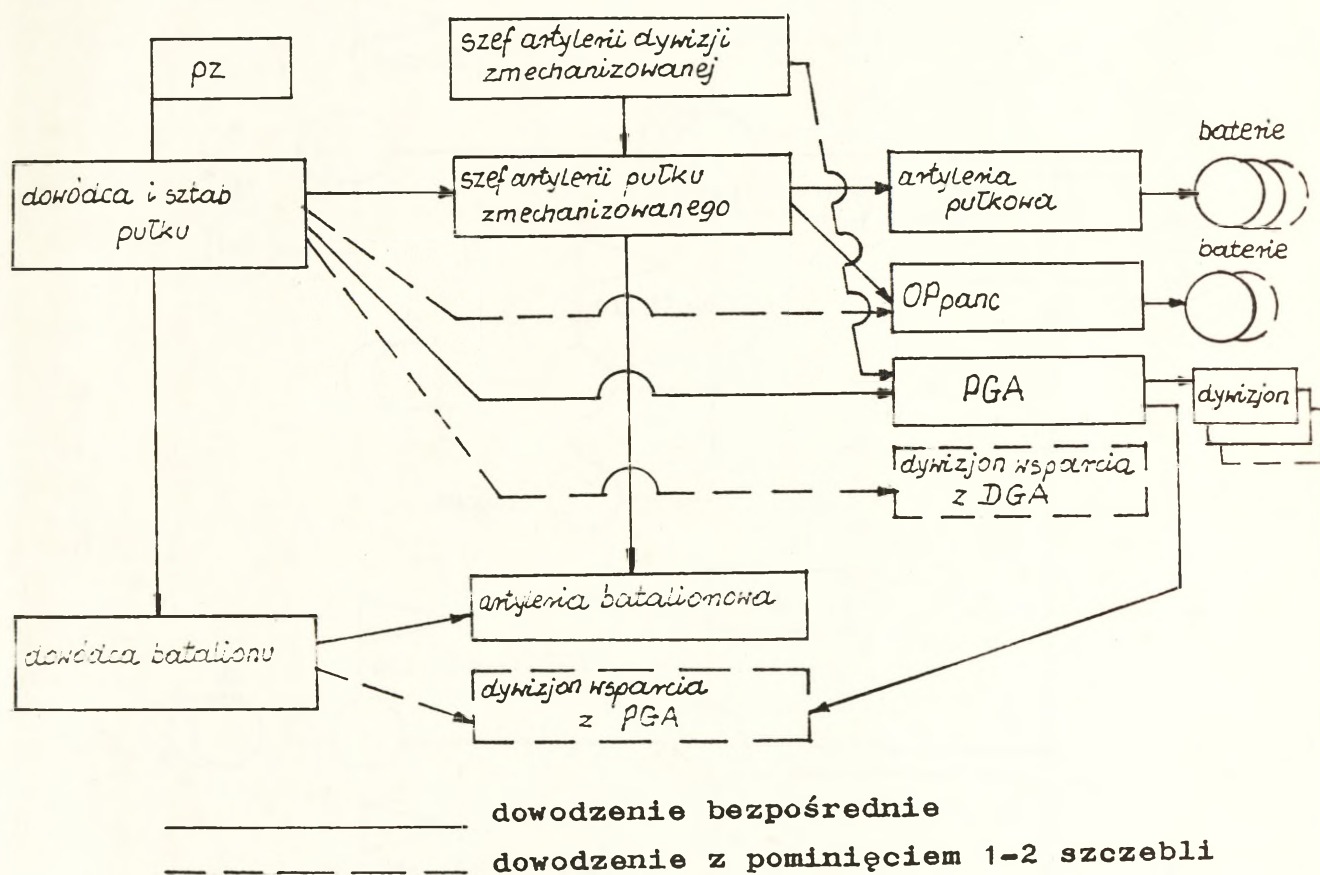 pz
szef artylerii dywizji
zmechanizowanej
dowódca i sztab
pułku
szef artylerii pułku
zmechanizowanego
artyleria
pułkowa
baterie
OPpanc
baterie
PGA
dywizjon
dywizjon wsparcia
z DGA
artyleria batalionowa
dowódca batalionu
dywizjon wsparcia
z PGA
dowodzenie bezpośrednie
dowodzenie z pominięciem 1-2 szczebli